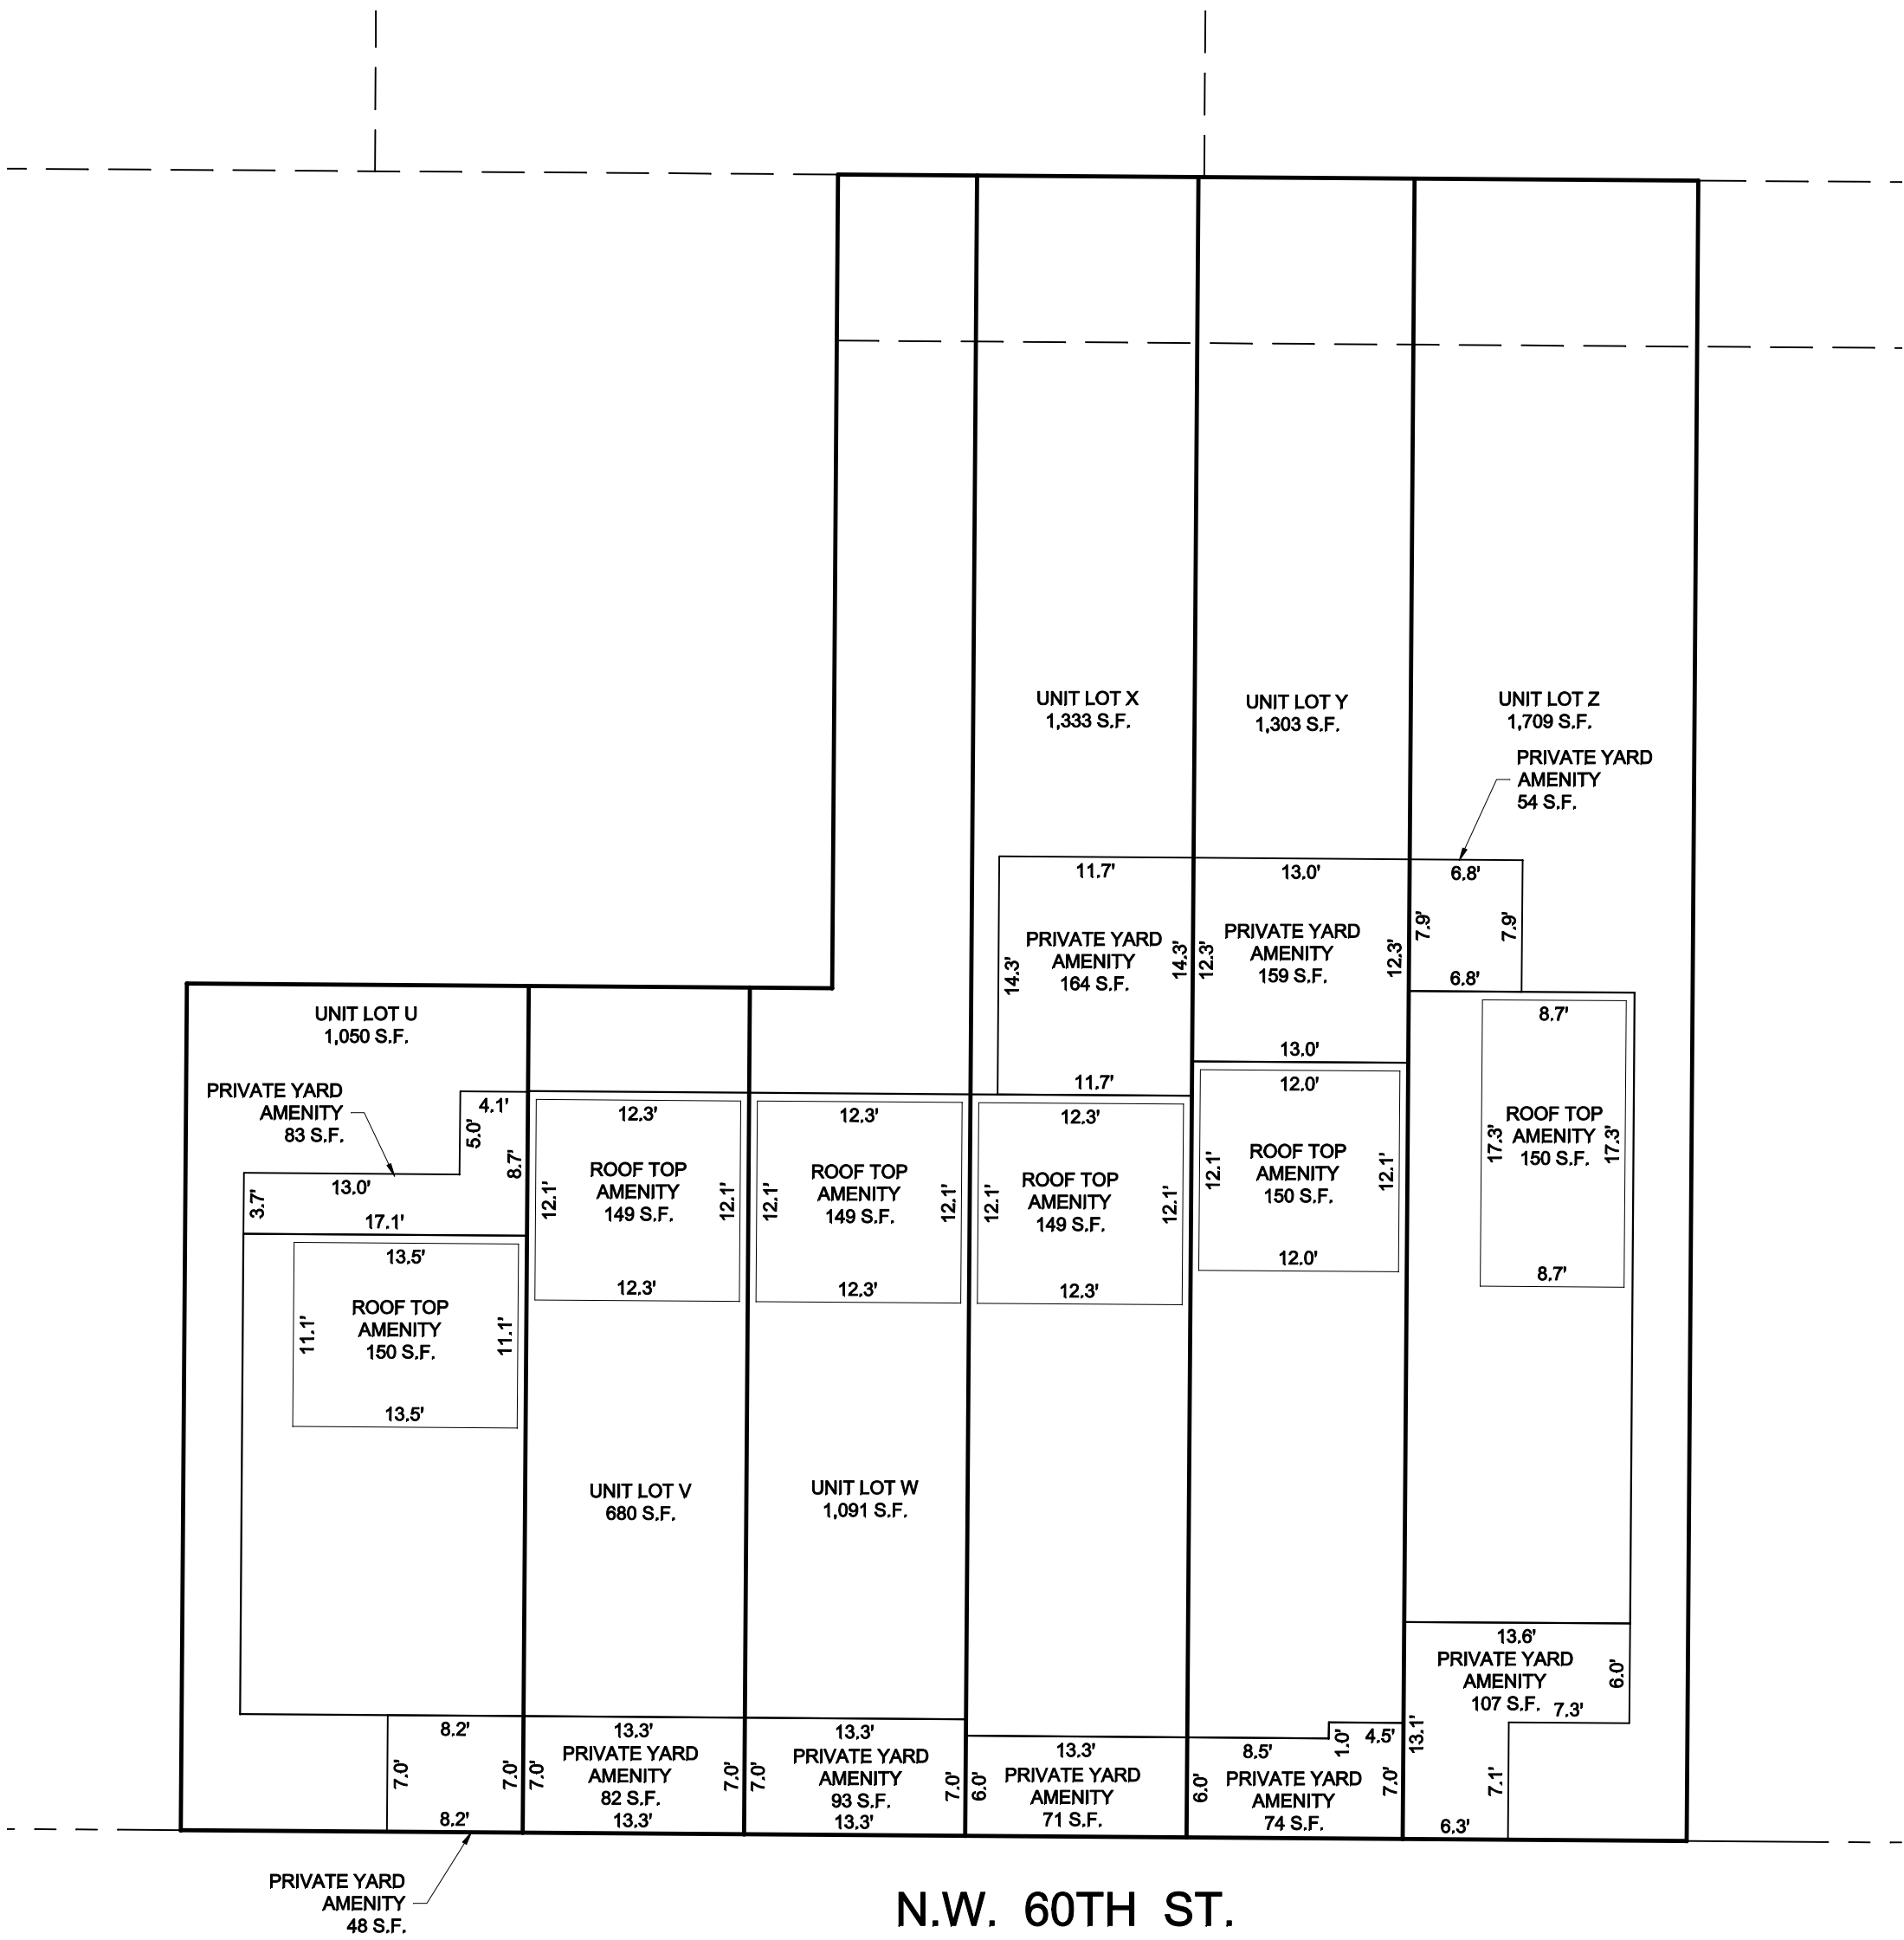 UNIT LOT X
1,333 S.F.
UNIT LOT Y
1,303 S.F.
UNIT LOT Z
1,709 S.F.
PRIVATE YARD
AMENITY
54 S.F.
11.7'
14.3'
PRIVATE YARD
AMENITY
164 S.F.
14.3'
11.7'
13.0'
12.3'
PRIVATE YARD
AMENITY
159 S.F.
12.3'
13.0'
6.8'
7.9'
7.9'
6.8'
UNIT LOT U
1,050 S.F.
PRIVATE YARD
AMENITY
83 S.F.
4.1'
5.0'
8.7'
13.0'
3.7'
17.1'
13.5'
11.1'
ROOF TOP
AMENITY
150 S.F.
11.1'
13.5'
12.3'
12.1'
ROOF TOP
AMENITY
149 S.F.
12.1'
12.3'
12.3'
12.1'
ROOF TOP
AMENITY
149 S.F.
12.1'
12.3'
12.3'
12.1'
ROOF TOP
AMENITY
149 S.F.
12.1'
12.3'
12.0'
12.1'
ROOF TOP
AMENITY
150 S.F.
12.1'
12.0'
8.7'
17.3'
ROOF TOP
AMENITY
150 S.F.
17.3'
8.7'
UNIT LOT V
680 S.F.
UNIT LOT W
1,091 S.F.
8.2'
7.0'
7.0'
8.2'
PRIVATE YARD
AMENITY
48 S.F.
13.3'
7.0'
PRIVATE YARD
AMENITY
82 S.F.
7.0'
13.3'
13.3'
7.0'
PRIVATE YARD
AMENITY
93 S.F.
7.0'
13.3'
13.3'
6.0'
PRIVATE YARD
AMENITY
71 S.F.
8.5'
1.0'
4.5'
6.0'
PRIVATE YARD
AMENITY
74 S.F.
7.0'
13.6'
PRIVATE YARD
AMENITY
107 S.F.
6.0'
7.3'
13.1'
7.1'
6.3'
N.W. 60TH ST.